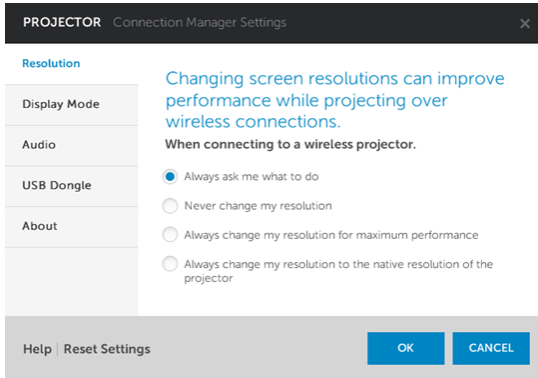 PROJECTOR Connection Manager Settings
Resolution
Display Mode
Audio
USB Dongle
About
Changing screen resolutions can improve
performance while projecting over
wireless connections.
When connecting to a wireless projector.
Always ask me what to do
Never change my resolution
Always change my resolution for maximum performance
Always change my resolution to the native resolution of the
projector
Help | Reset Settings
OK
CANCEL